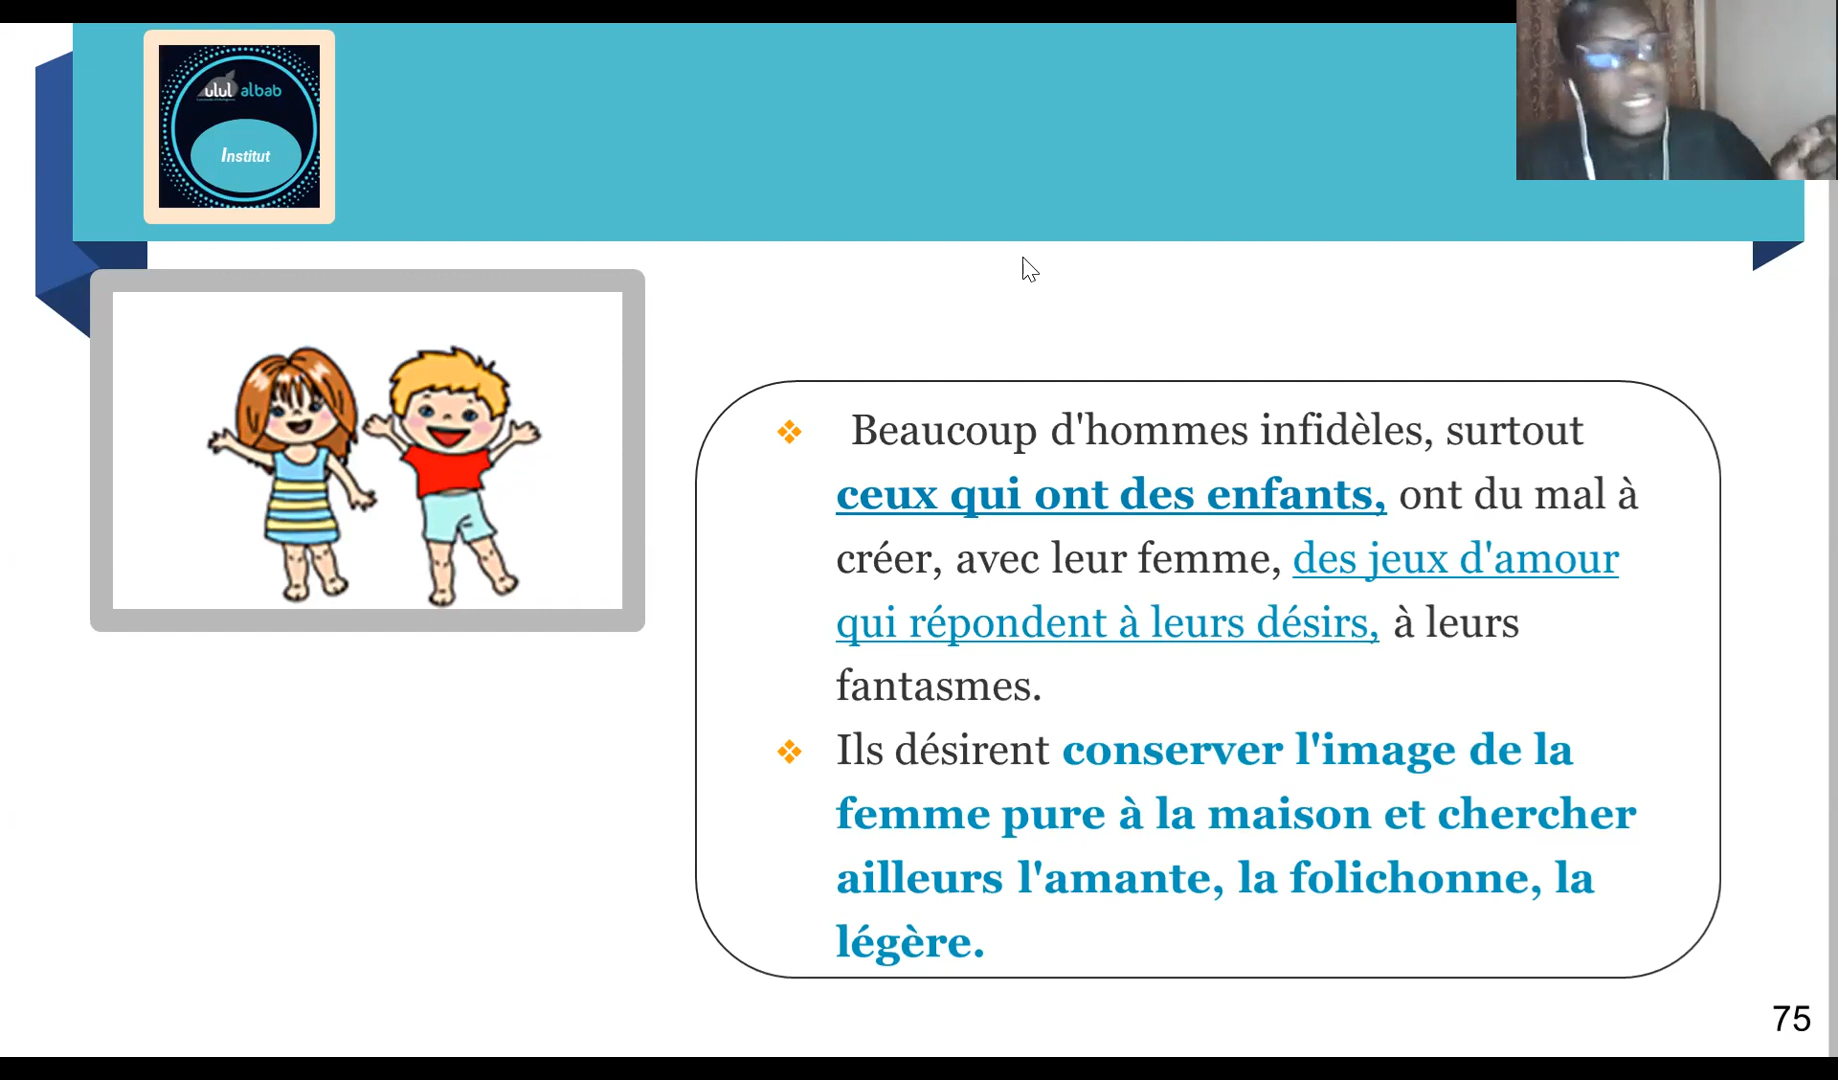 ulul albab
Institut
❖ Beaucoup d'hommes infidèles, surtout
ceux qui ont des enfants, ont du mal à
créer, avec leur femme, des jeux d'amour
qui répondent à leurs désirs, à leurs
fantasmes.
❖ Ils désirent conserver l'image de la
femme pure à la maison et chercher
ailleurs l'amante, la folichonne, la
légère.
75